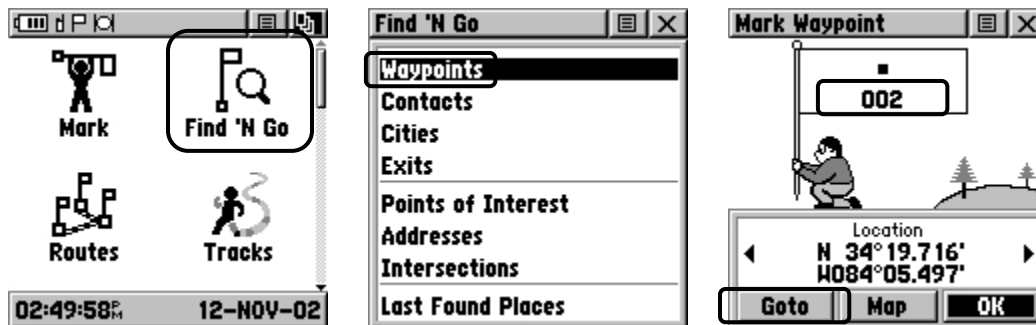 Mark
Find 'N Go
Routes
Tracks
02:49:58PM
12-NOV-02
Find 'N Go
Waypoints
Contacts
Cities
Exits
Points of Interest
Addresses
Intersections
Last Found Places
Mark Waypoint
002
Location
N 34°19.716'
W084°05.497'
Goto
Map
OK